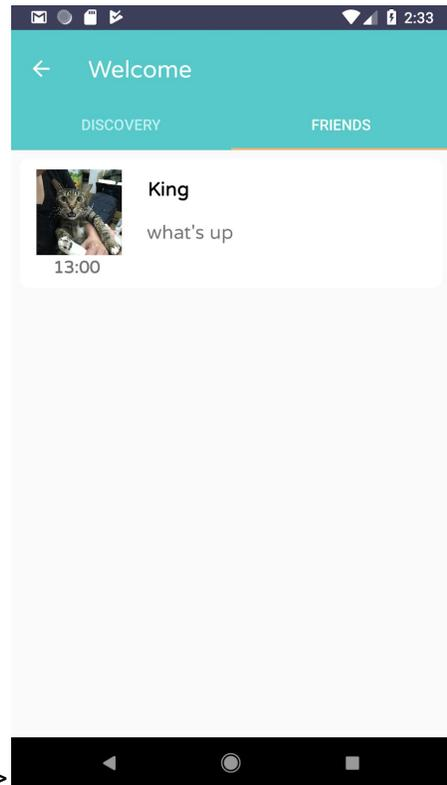 2:33
Welcome
DISCOVERY FRIENDS
King
what's up
13:00
>